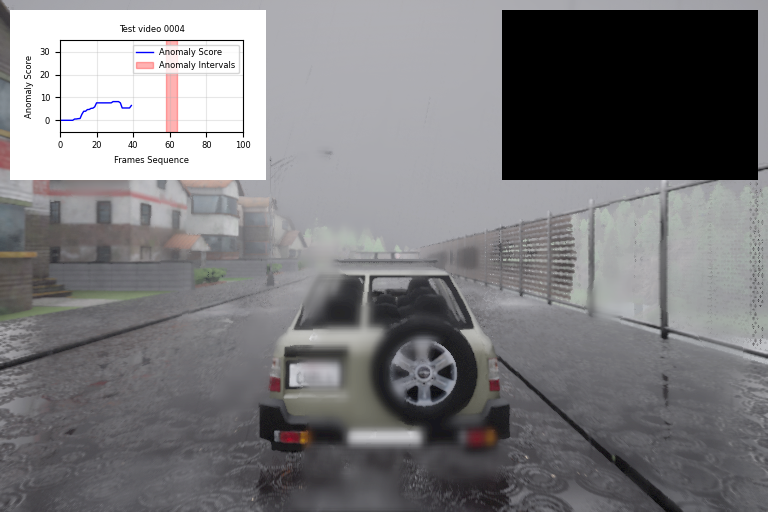 Test video 0004
Anomaly Score
Anomaly Intervals
Anomaly Score
30
20
10
0
0 20 40 60 80 100
Frames Sequence